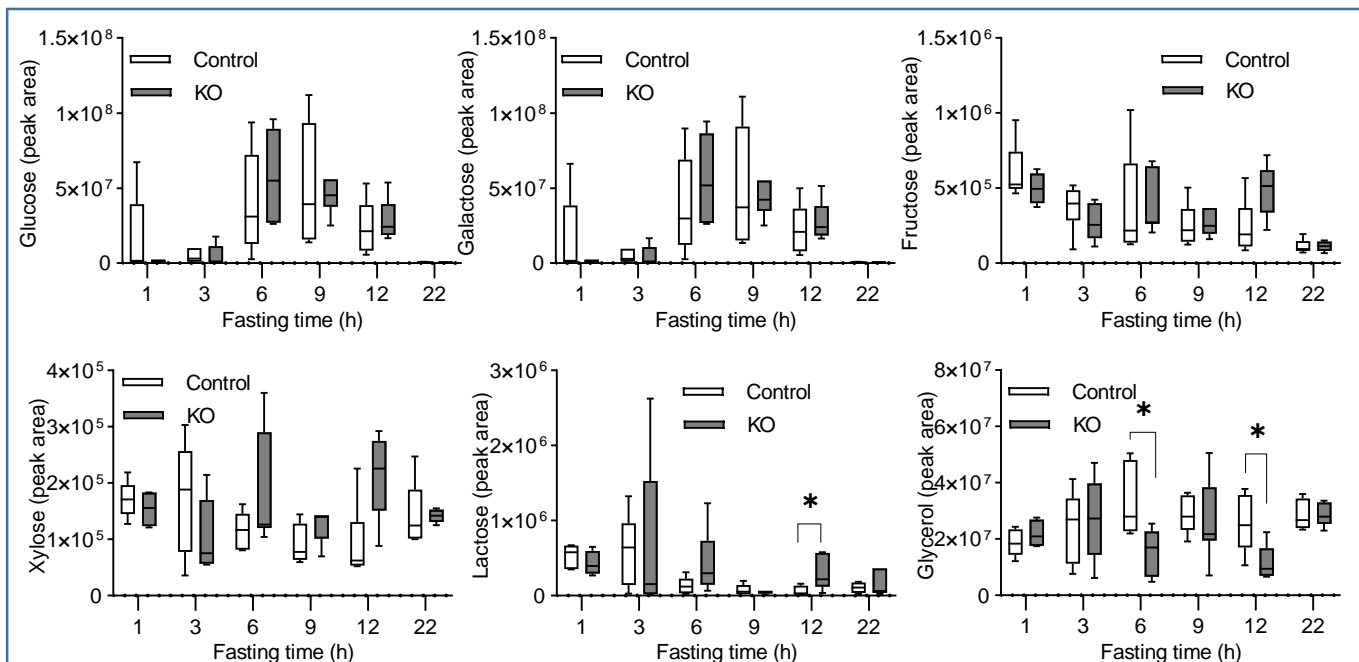 Glucose (peak area)
1.5×10⁸
1×10⁸
5×10⁷
0
Control
KO
1 3 6 9 12 22
Fasting time (h)
Galactose (peak area)
1.5×10⁸
1×10⁸
5×10⁷
0
Control
KO
1 3 6 9 12 22
Fasting time (h)
Fructose (peak area)
1.5×10⁶
1×10⁶
5×10⁵
0
Control
KO
1 3 6 9 12 22
Fasting time (h)
Xylose (peak area)
4×10⁵
3×10⁵
2×10⁵
1×10⁵
0
Control
KO
1 3 6 9 12 22
Fasting time (h)
Lactose (peak area)
3×10⁶
2×10⁶
1×10⁶
0
Control
KO
*
1 3 6 9 12 22
Fasting time (h)
Glycerol (peak area)
8×10⁷
6×10⁷
4×10⁷
2×10⁷
0
Control
KO
*
*
1 3 6 9 12 22
Fasting time (h)